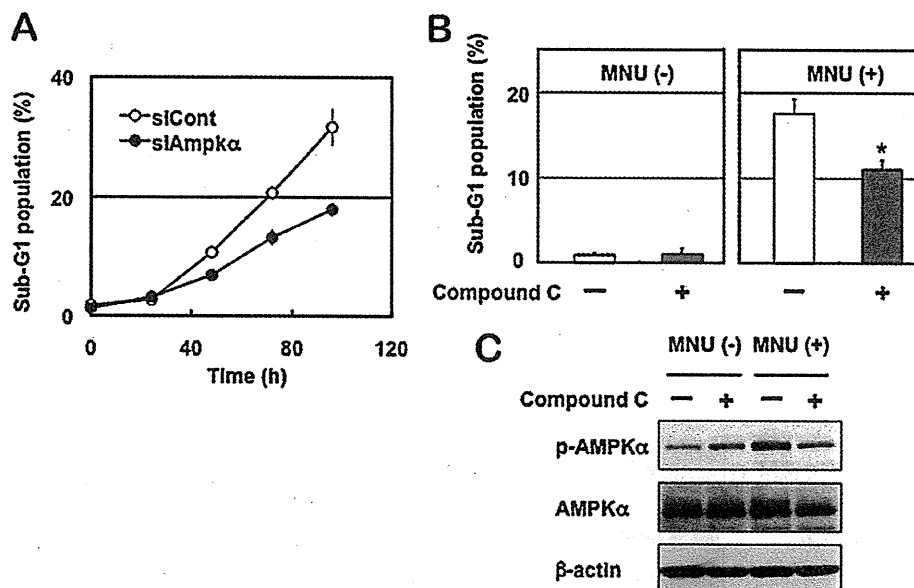 A
Sub-G1 population (%)
40
20
0
siCont
siAmpkα
0 40 80 120
Time (h)
B
Sub-G1 population (%)
20
10
0
MNU (-) MNU (+)
*
Compound C — + — +
C
MNU (-) MNU (+)
Compound C — + — +
p-AMPKα
AMPKα
β-actin